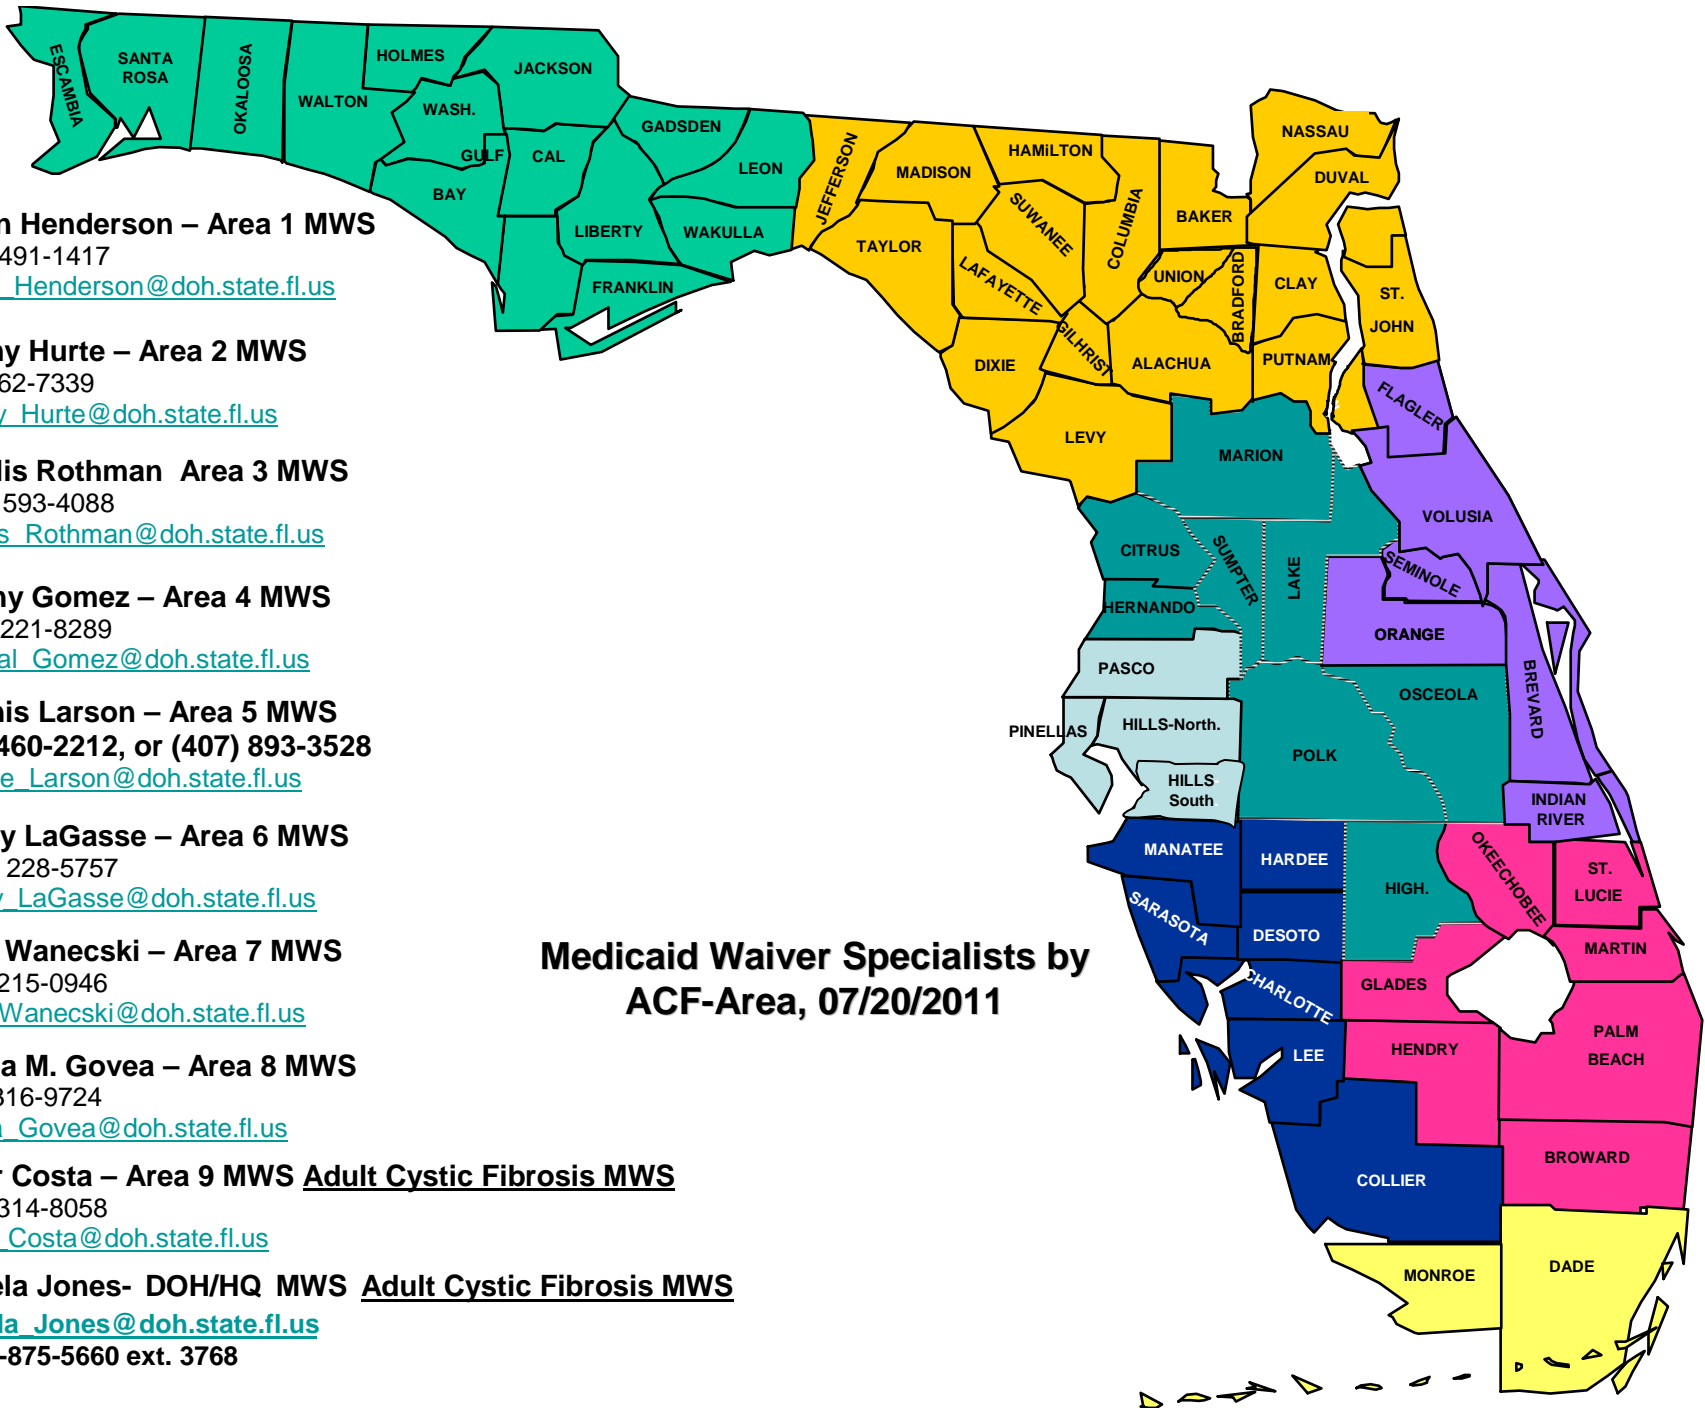 ESCAMBIA
SANTA
ROSA
OKALOOSA
WALTON
HOLMES
JACKSON
WASH.
GULF
CAL
BAY
GADSDEN
LEON
LIBERTY
WAKULLA
FRANKLIN
JEFFERSON
MADISON
HAMiLTON
TAYLOR
SUWANEE
LAFAYETTE
COLUMBIA
BAKER
NASSAU
DUVAL
UNION
BRADFORD
CLAY
ST.
JOHN
DIXIE
GILHRIST
ALACHUA
PUTNAM
FLAGLER
LEVY
MARION
VOLUSIA
CITRUS
SUMPTER
LAKE
SEMINOLE
HERNANDO
ORANGE
PASCO
OSCEOLA
BREVARD
PINELLAS
HILLS-North.
POLK
HILLS
South
INDIAN
RIVER
MANATEE
HARDEE
OKEECHOBEE
ST.
LUCIE
HIGH.
SARASOTA
DESOTO
MARTIN
CHARLOTTE
GLADES
LEE
HENDRY
PALM
BEACH
COLLIER
BROWARD
MONROE
DADE
n Henderson – Area 1 MWS
491-1417
_Henderson@doh.state.fl.us
ny Hurte – Area 2 MWS
62-7339
y_Hurte@doh.state.fl.us
lis Rothman Area 3 MWS
593-4088
s_Rothman@doh.state.fl.us
ny Gomez – Area 4 MWS
221-8289
al_Gomez@doh.state.fl.us
nis Larson – Area 5 MWS
460-2212, or (407) 893-3528
e_Larson@doh.state.fl.us
y LaGasse – Area 6 MWS
228-5757
y_LaGasse@doh.state.fl.us
Wanecski – Area 7 MWS
215-0946
Wanecski@doh.state.fl.us
a M. Govea – Area 8 MWS
316-9724
a_Govea@doh.state.fl.us
r Costa – Area 9 MWS Adult Cystic Fibrosis MWS
314-8058
_Costa@doh.state.fl.us
ela Jones- DOH/HQ MWS Adult Cystic Fibrosis MWS
la_Jones@doh.state.fl.us
-875-5660 ext. 3768
Medicaid Waiver Specialists by
ACF-Area, 07/20/2011